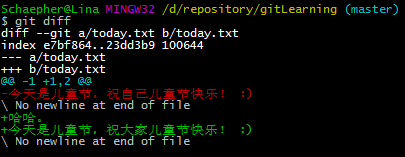 Schaepher@Lina MINGW32 /d/repository/gitLearning (master)
$ git diff
diff --git a/today.txt b/today.txt
index e7bf864..23dd3b9 100644
--- a/today.txt
+++ b/today.txt
@@ -1 +1,2 @@
-今天是儿童节，祝自己儿童节快乐！ :)
\ No newline at end of file
+哈哈。
+今天是儿童节，祝大家儿童节快乐！ :)
\ No newline at end of file